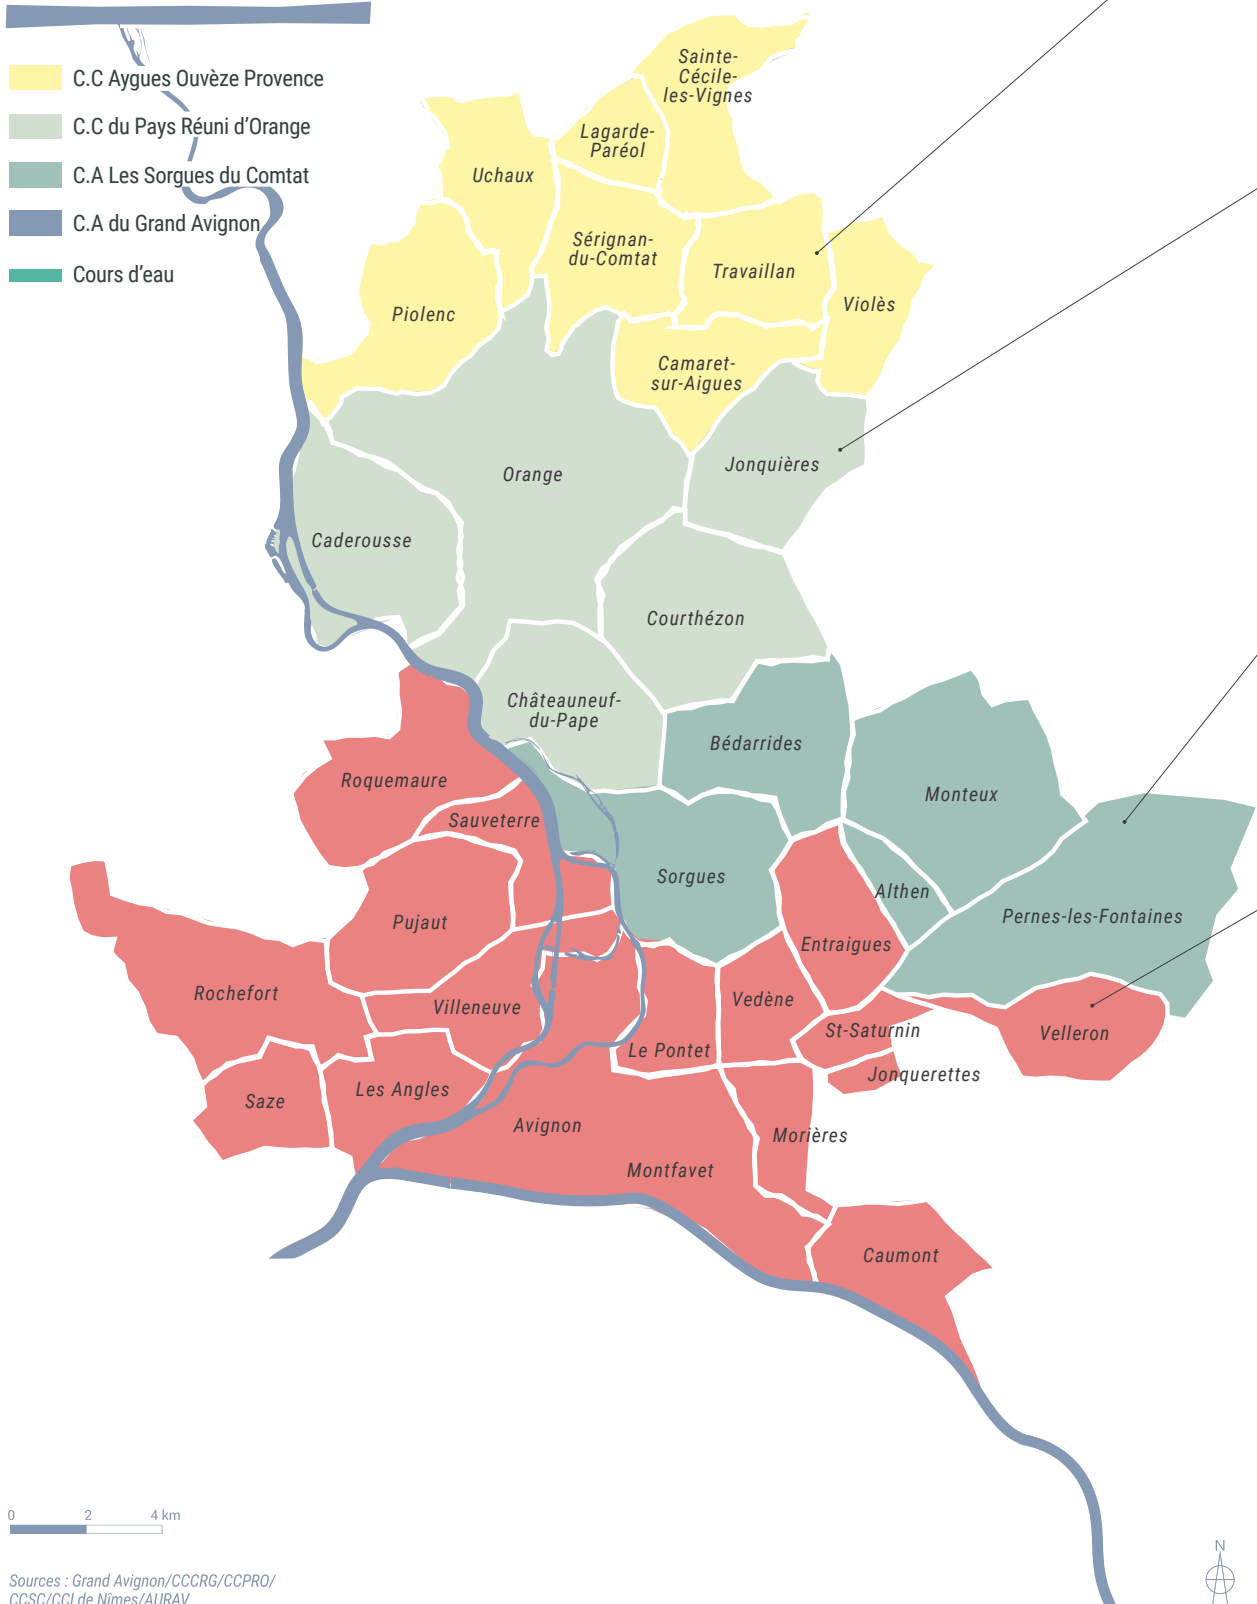 C.C Aygues Ouvèze Provence
C.C du Pays Réuni d'Orange
C.A Les Sorgues du Comtat
C.A du Grand Avignon
Cours d'eau
Sainte-
Cécile-
les-Vignes
Lagarde-
Paréol
Uchaux
Sérignan-
du-Comtat
Travaillan
Violès
Piolenc
Camaret-
sur-Aigues
Orange
Jonquières
Caderousse
Courthézon
Châteauneuf-
du-Pape
Bédarrides
Roquemaure
Monteux
Sauveterre
Sorgues
Althen
Pernes-les-Fontaines
Pujaut
Entraigues
Rochefort
Villeneuve
Vedène
St-Saturnin
Velleron
Le Pontet
Jonquerettes
Les Angles
Saze
Avignon
Morières
Montfavet
Caumont
0 2 4 km
N
Sources : Grand Avignon/CCCRG/CCPRO/
CCSC/CCI de Nîmes/AURAV